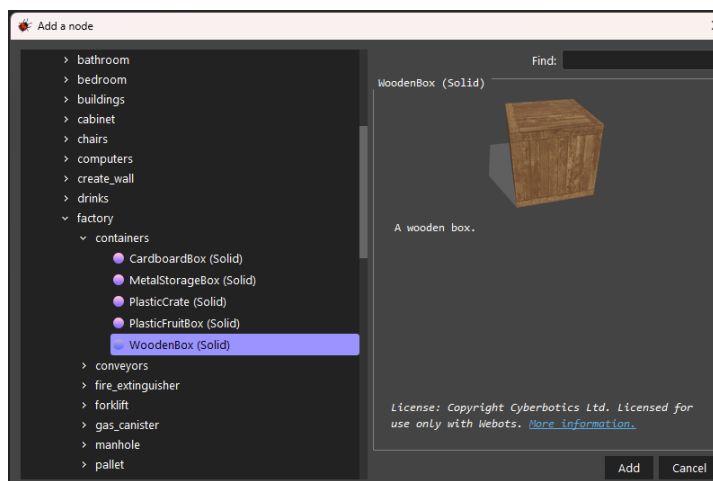 Add a node
bathroom
bedroom
buildings
cabinet
chairs
computers
create_wall
drinks
factory
containers
CardboardBox (Solid)
MetalStorageBox (Solid)
PlasticCrate (Solid)
PlasticFruitBox (Solid)
WoodenBox (Solid)
conveyors
fire_extinguisher
forklift
gas_canister
manhole
pallet
Find:
WoodenBox (Solid)
A wooden box.
License: Copyright Cyberbotics Ltd. Licensed for
use only with Webots. More information.
Add
Cancel